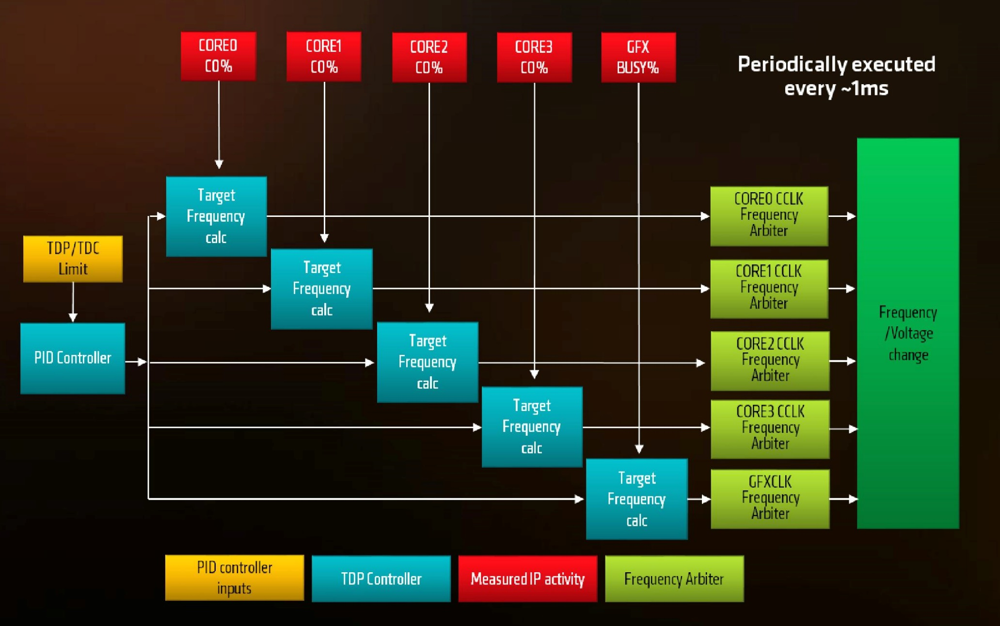 CORE0
C0%
CORE1
C0%
CORE2
C0%
CORE3
C0%
GFX
BUSY%
Periodically executed
every ~1ms
Target
Frequency
calc
CORE0 CCLK
Frequency
Arbiter
TDP/TDC
Limit
Target
Frequency
calc
CORE1 CCLK
Frequency
Arbiter
PID Controller
Target
Frequency
calc
CORE2 CCLK
Frequency
Arbiter
Frequency
/Voltage
change
Target
Frequency
calc
CORE3 CCLK
Frequency
Arbiter
Target
Frequency
calc
GFXCLK
Frequency
Arbiter
PID controller
inputs
TDP Controller
Measured IP activity
Frequency Arbiter